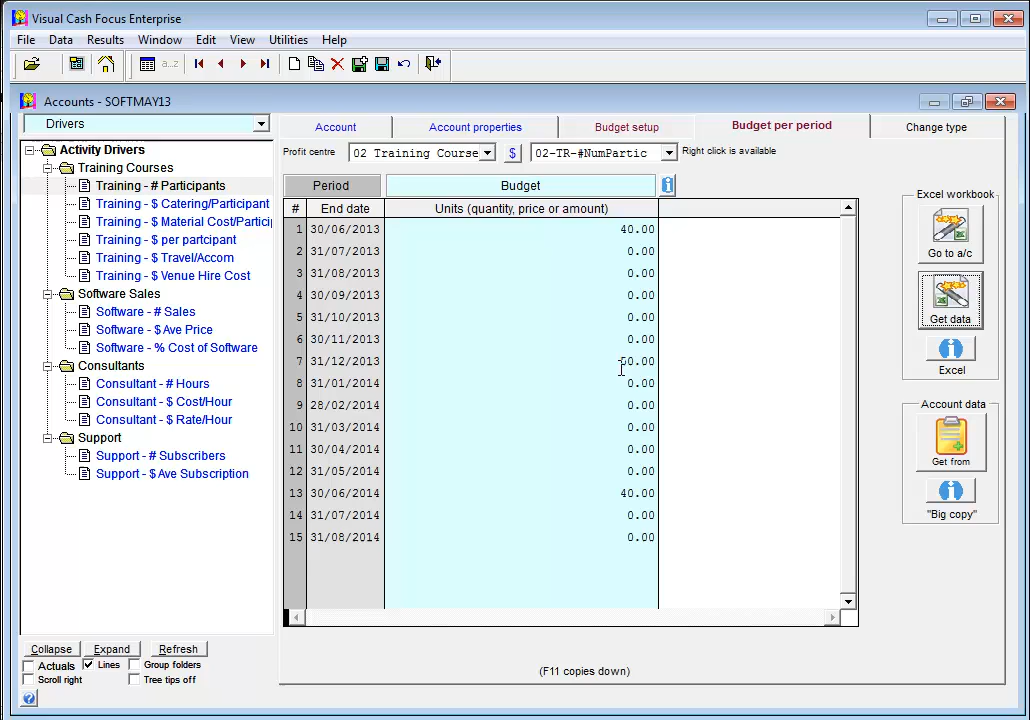 Visual Cash Focus Enterprise
File Data Results Window Edit View Utilities Help
a...z
Accounts - SOFTMAY13
Drivers
Account
Account properties
Budget setup
Budget per period
Change type
Activity Drivers
Training Courses
Training - # Participants
Training - $ Catering/Participant
Training - $ Material Cost/Partici
Training - $ per partcipant
Training - $ Travel/Accom
Training - $ Venue Hire Cost
Software Sales
Software - # Sales
Software - $ Ave Price
Software - % Cost of Software
Consultants
Consultant - # Hours
Consultant - $ Cost/Hour
Consultant - $ Rate/Hour
Support
Support - # Subscribers
Support - $ Ave Subscription
Collapse Expand Refresh
Actuals Lines Group folders
Scroll right Tree tips off
Profit centre 02 Training Course $ 02-TR-#NumPartic Right click is available
Period Budget
# End date Units (quantity, price or amount)
1 30/06/2013 40.00
2 31/07/2013 0.00
3 31/08/2013 0.00
4 30/09/2013 0.00
5 31/10/2013 0.00
6 30/11/2013 0.00
7 31/12/2013 50.00
8 31/01/2014 0.00
9 28/02/2014 0.00
10 31/03/2014 0.00
11 30/04/2014 0.00
12 31/05/2014 0.00
13 30/06/2014 40.00
14 31/07/2014 0.00
15 31/08/2014 0.00
(F11 copies down)
Excel workbook
Go to a/c
Get data
Excel
Account data
Get from
"Big copy"